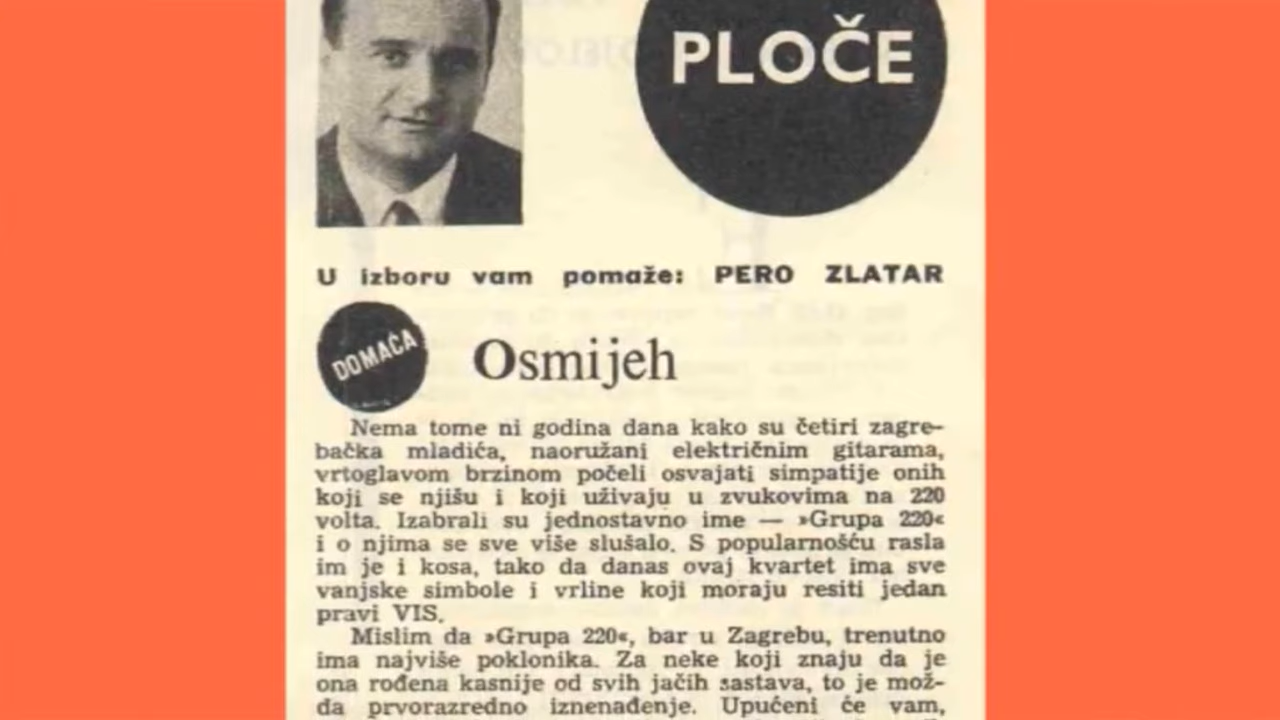 PLOČE
U izboru vam pomaže: PERO ZLATAR
DOMAĆA
Osmijeh
Nema tome ni godina dana kako su četiri zagre-
bačka mladića, naoružani električnim gitarama,
vrtoglavom brzinom počeli osvajati simpatije onih
koji se njišu i koji uživaju u zvukovima na 220
volta. Izabrali su jednostavno ime — »Grupa 220«
i o njima se sve više slušalo. S popularnošću rasla
im je i kosa, tako da danas ovaj kvartet ima sve
vanjske simbole i vrline koji moraju resiti jedan
pravi VIS.
Mislim da »Grupa 220«, bar u Zagrebu, trenutno
ima najviše poklonika. Za neke koji znaju da je
ona rođena kasnije od svih jačih sastava, to je mož-
da prvorazredno iznenađenje. Upućeni će vam,